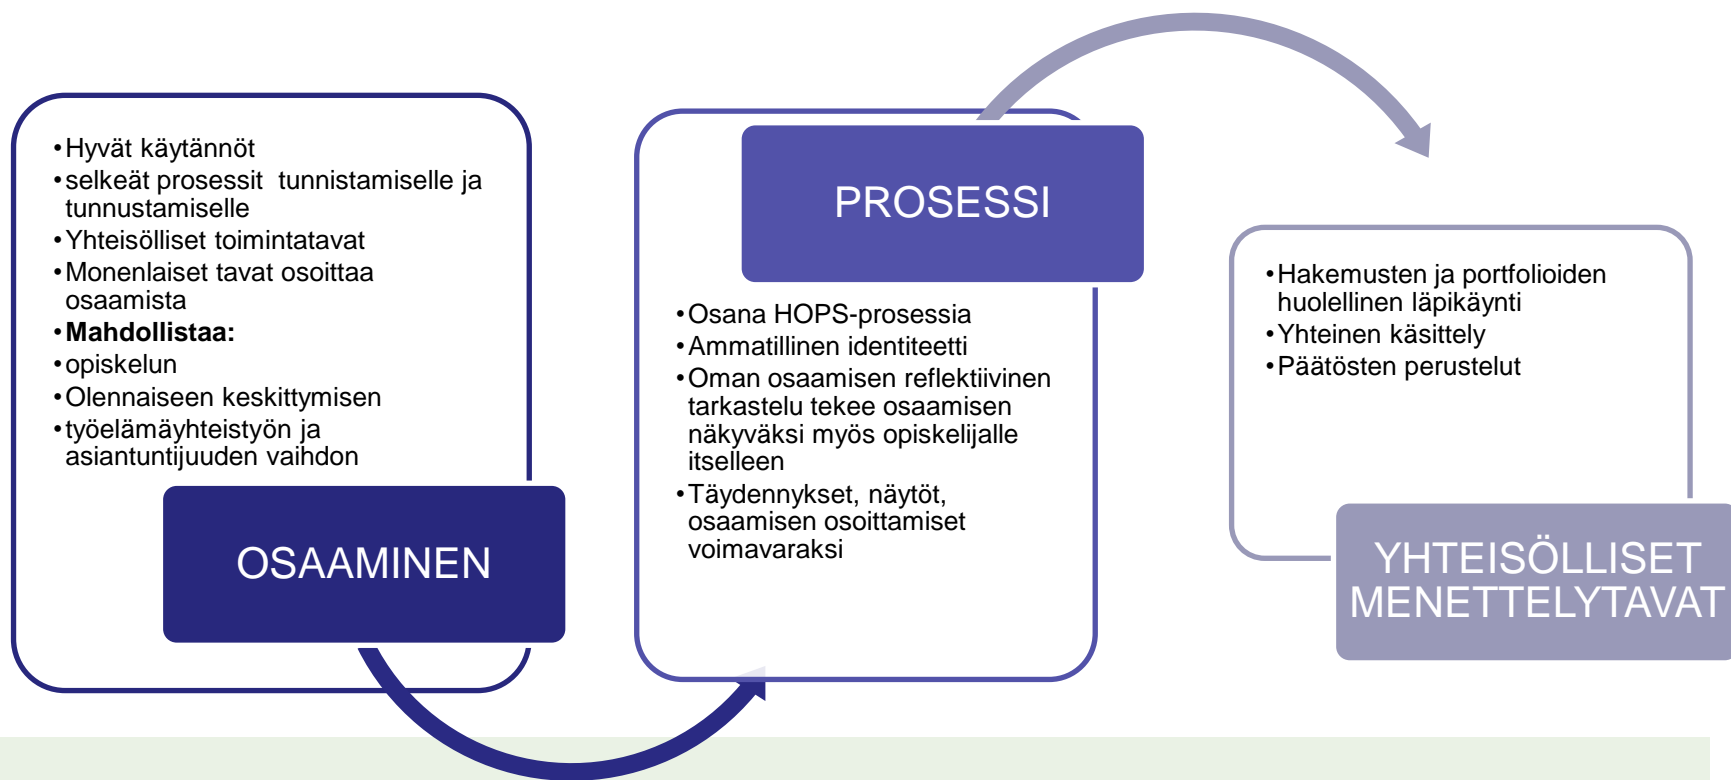 •Hyvät käytännöt
•selkeät prosessit tunnistamiselle ja
tunnustamiselle
•Yhteisölliset toimintatavat
•Monenlaiset tavat osoittaa
osaamista
•Mahdollistaa:
•opiskelun
•Olennaiseen keskittymisen
•työelämäyhteistyön ja
asiantuntijuuden vaihdon
OSAAMINEN
PROSESSI
•Osana HOPS-prosessia
•Ammatillinen identiteetti
•Oman osaamisen reflektiivinen
tarkastelu tekee osaamisen
näkyväksi myös opiskelijalle
itselleen
•Täydennykset, näytöt,
osaamisen osoittamiset
voimavaraksi
•Hakemusten ja portfolioiden
huolellinen läpikäynti
•Yhteinen käsittely
•Päätösten perustelut
YHTEISÖLLISET
MENETTELYTAVAT